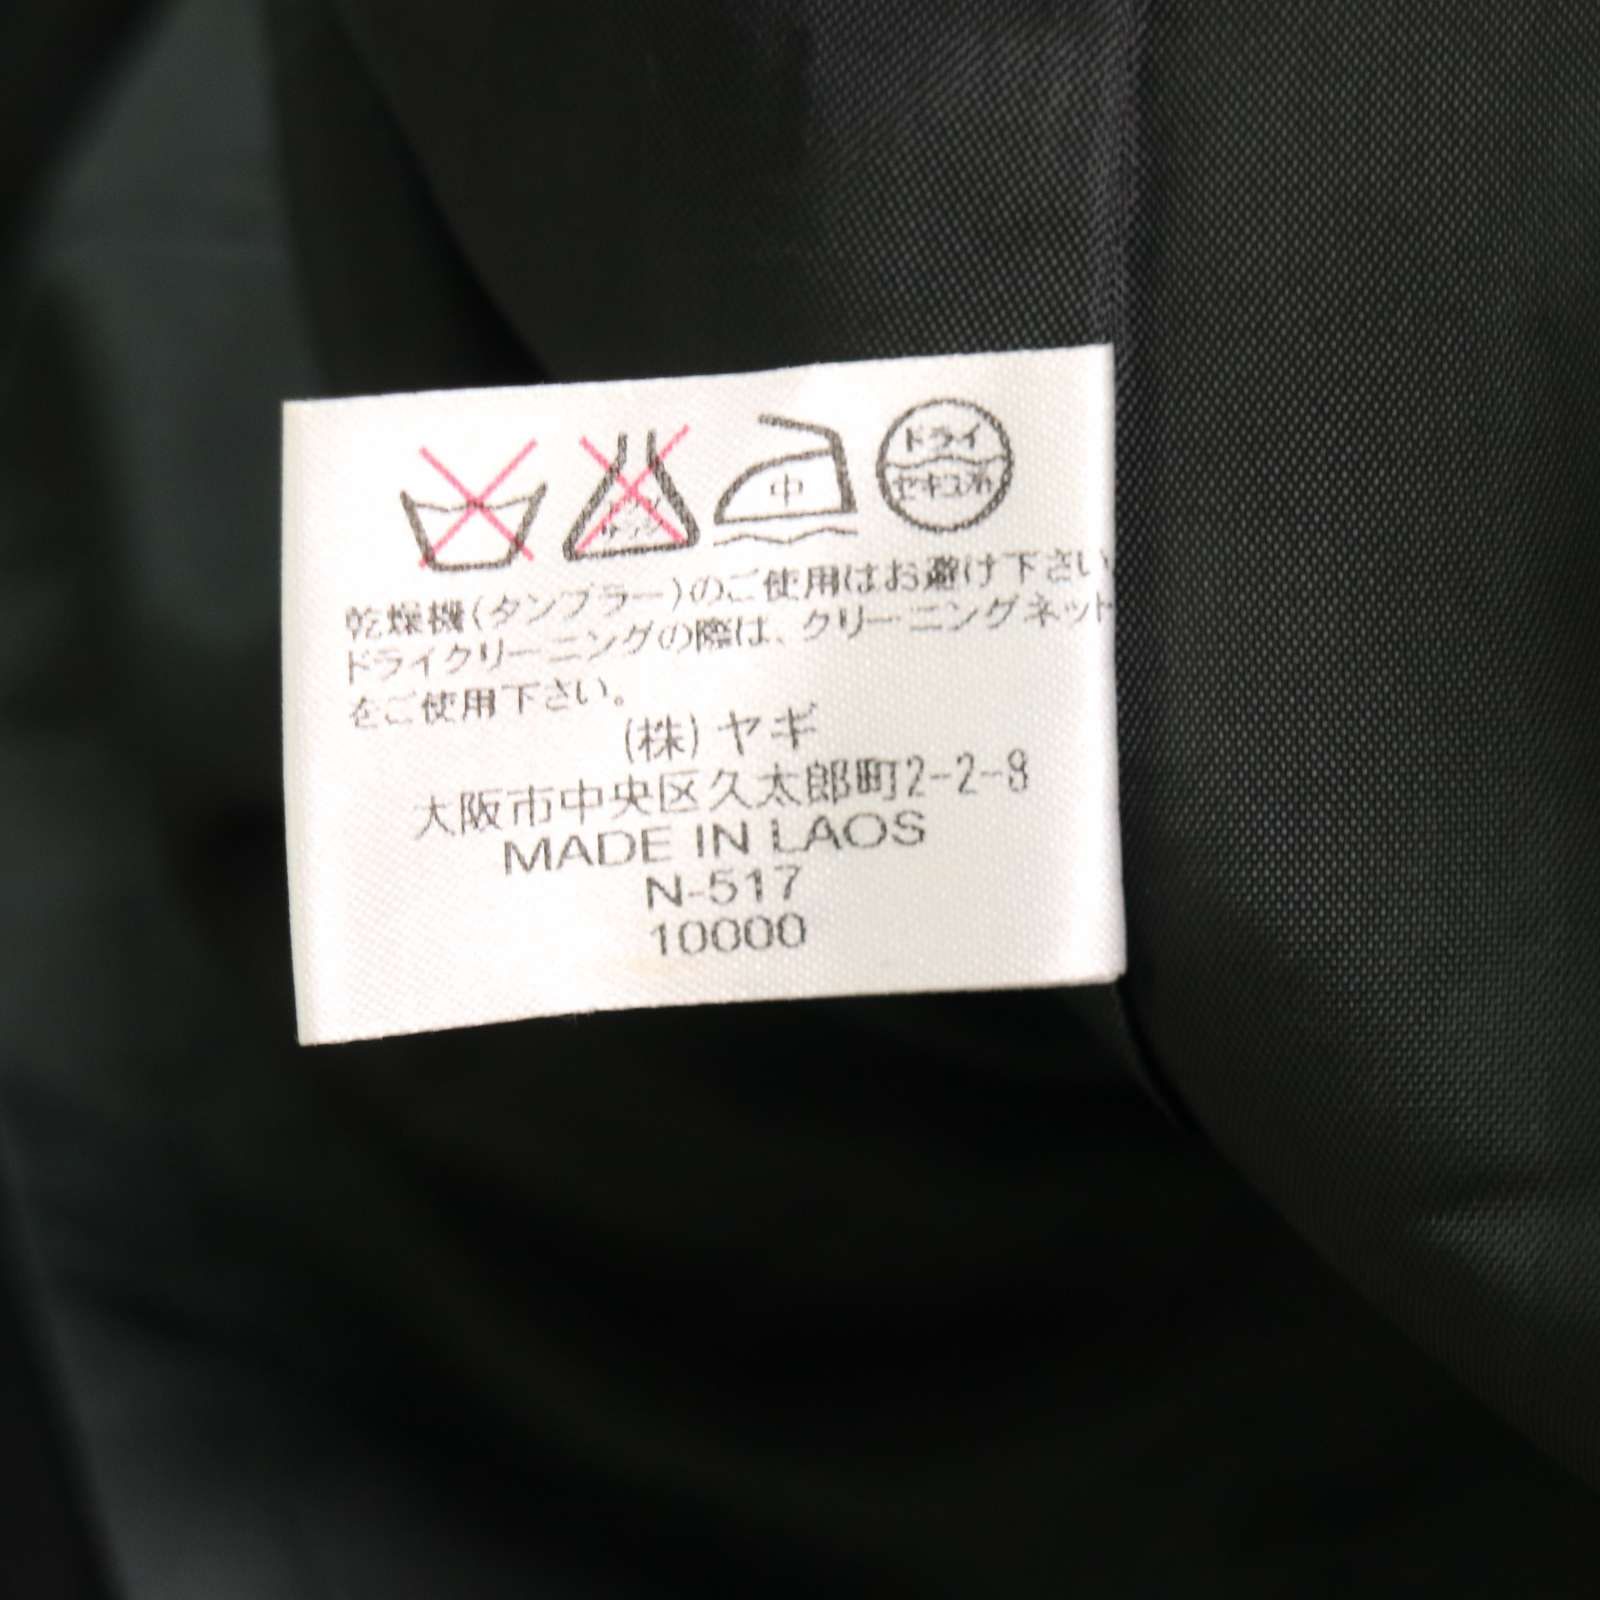 中
ドライ
セキユ系
乾燥機(タンブラー)のご使用はお避け下さい
ドライクリーニングの際は、クリーニングネット
をご使用下さい。
(株)ヤギ
大阪市中央区久太郎町2-2-8
MADE IN LAOS
N-517
10000